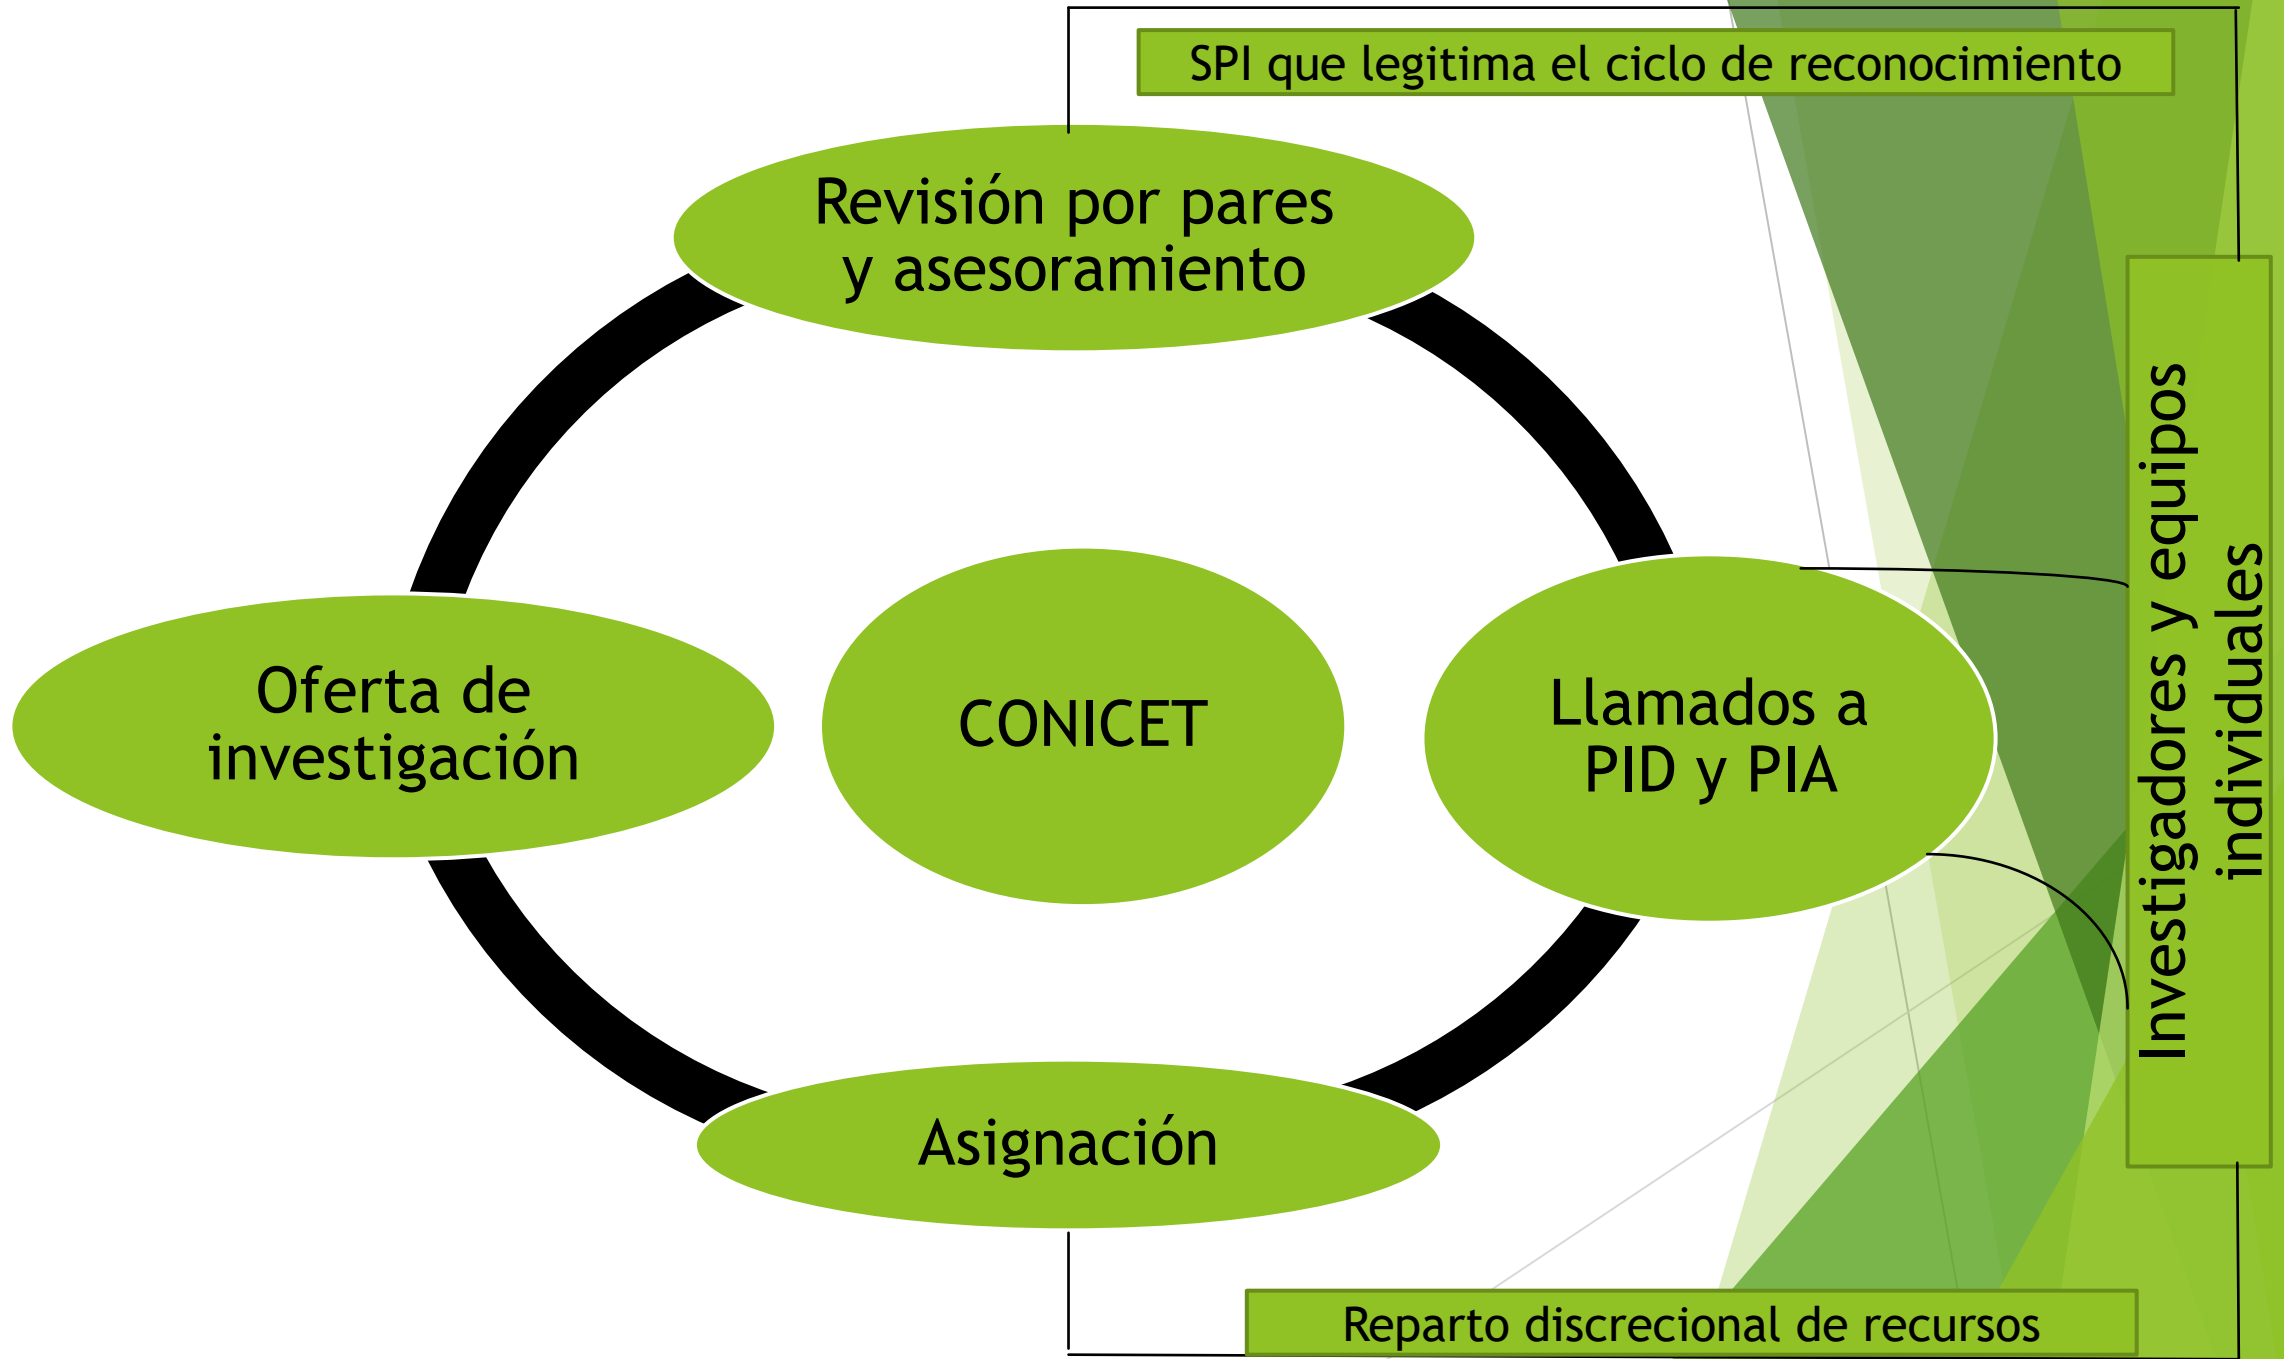 SPI que legitima el ciclo de reconocimiento
Revisión por pares
y asesoramiento
Oferta de
investigación
CONICET
Llamados a
PID y PIA
Investigadores y equipos
individuales
Asignación
Reparto discrecional de recursos